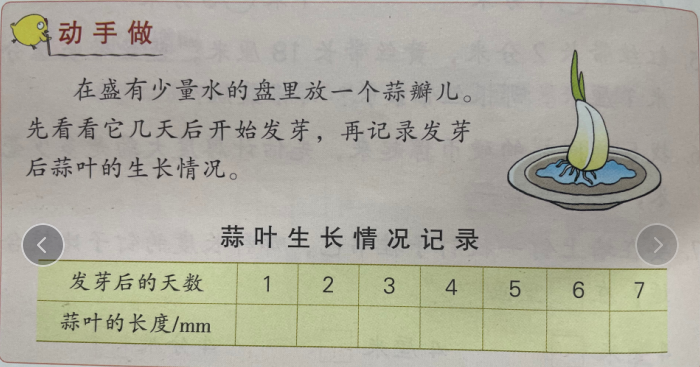 动手做
在盛有少量水的盘里放一个蒜瓣儿。
先看看它几天后开始发芽，再记录发芽
后蒜叶的生长情况。
蒜叶生长情况记录
发芽后的天数 1 2 3 4 5 6 7
蒜叶的长度/mm